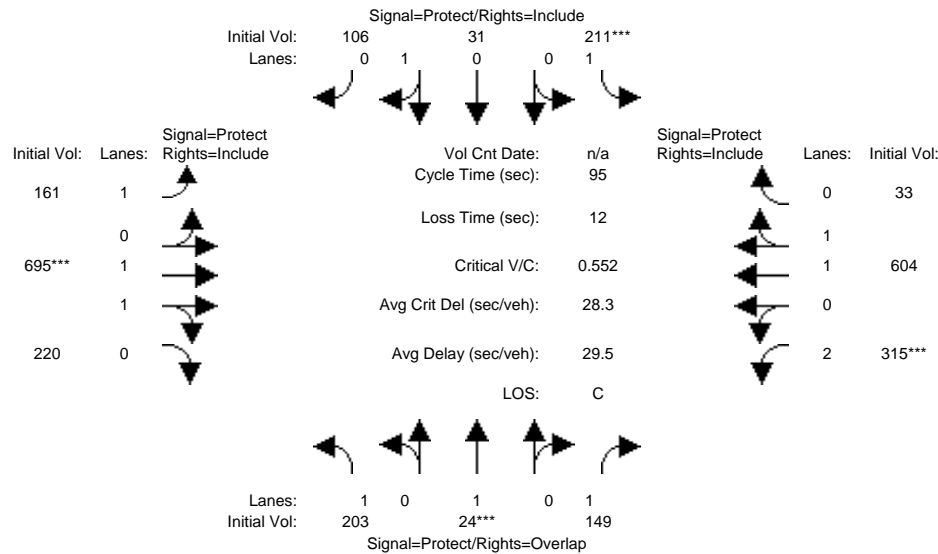 Signal=Protect/Rights=Include
Initial Vol: 106 31 211***
Lanes: 0 1 0 0 1
Signal=Protect
Initial Vol: Lanes: Rights=Include
Vol Cnt Date: n/a
Signal=Protect
Rights=Include Lanes: Initial Vol:
Cycle Time (sec): 95
161 1
0 33
Loss Time (sec): 12
0
1
695*** 1
Critical V/C: 0.552
1 604
1
Avg Crit Del (sec/veh): 28.3
0
220 0
Avg Delay (sec/veh): 29.5
2 315***
LOS: C
Lanes: 1 0 1 0 1
Initial Vol: 203 24*** 149
Signal=Protect/Rights=Overlap